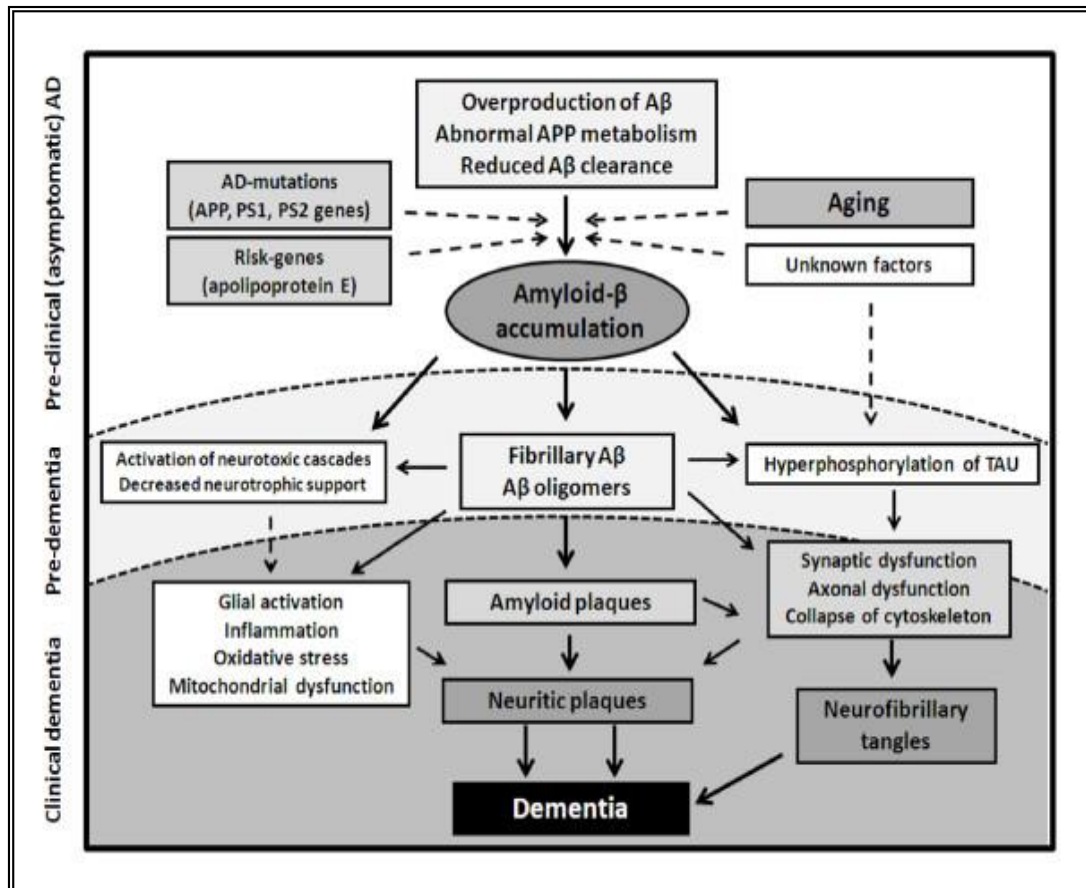 Pre-clinical (asymptomatic) AD
Pre-dementia
Clinical dementia
Overproduction of Aβ
Abnormal APP metabolism
Reduced Aβ clearance
AD-mutations
(APP, PS1, PS2 genes)
Risk-genes
(apolipoprotein E)
Aging
Unknown factors
Amyloid-β
accumulation
Activation of neurotoxic cascades
Decreased neurotrophic support
Fibrillary Aβ
Aβ oligomers
Hyperphosphorylation of TAU
Glial activation
Inflammation
Oxidative stress
Mitochondrial dysfunction
Amyloid plaques
Synaptic dysfunction
Axonal dysfunction
Collapse of cytoskeleton
Neuritic plaques
Neurofibrillary
tangles
Dementia